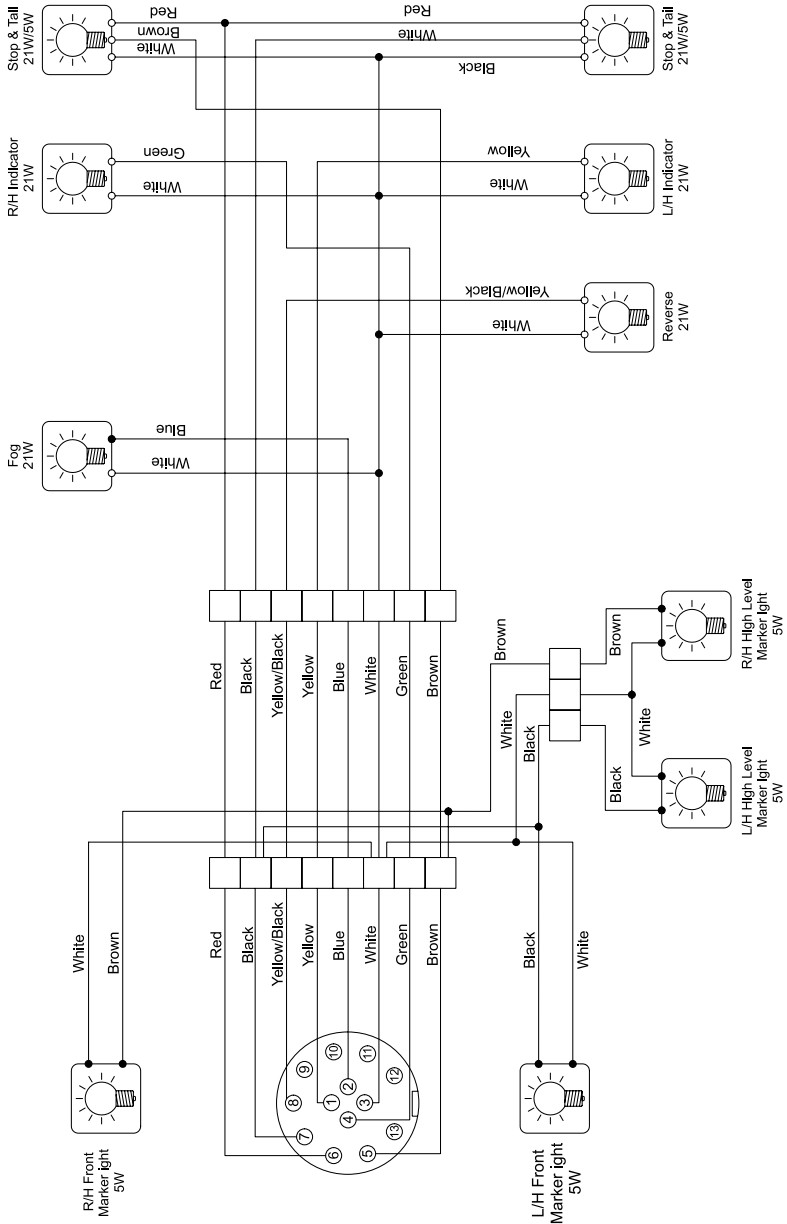 Stop & Tail
21W/5W
Red
Brown
White
Red
White
Black
Stop & Tail
21W/5W
R/H Indicator
21W
Green
White
Yellow
White
L/H Indicator
21W
Yellow/Black
White
Reverse
21W
Fog
21W
Blue
White
Red
Black
Yellow/Black
Yellow
Blue
White
Green
Brown
Brown
White
Black
Brown
White
Black
R/H High Level
Marker light
5W
L/H High Level
Marker light
5W
White
Brown
Red
Black
Yellow/Black
Yellow
Blue
White
Green
Brown
Black
White
1
2
3
4
5
6
7
8
9
10
11
12
13
R/H Front
Marker light
5W
L/H Front
Marker light
5W